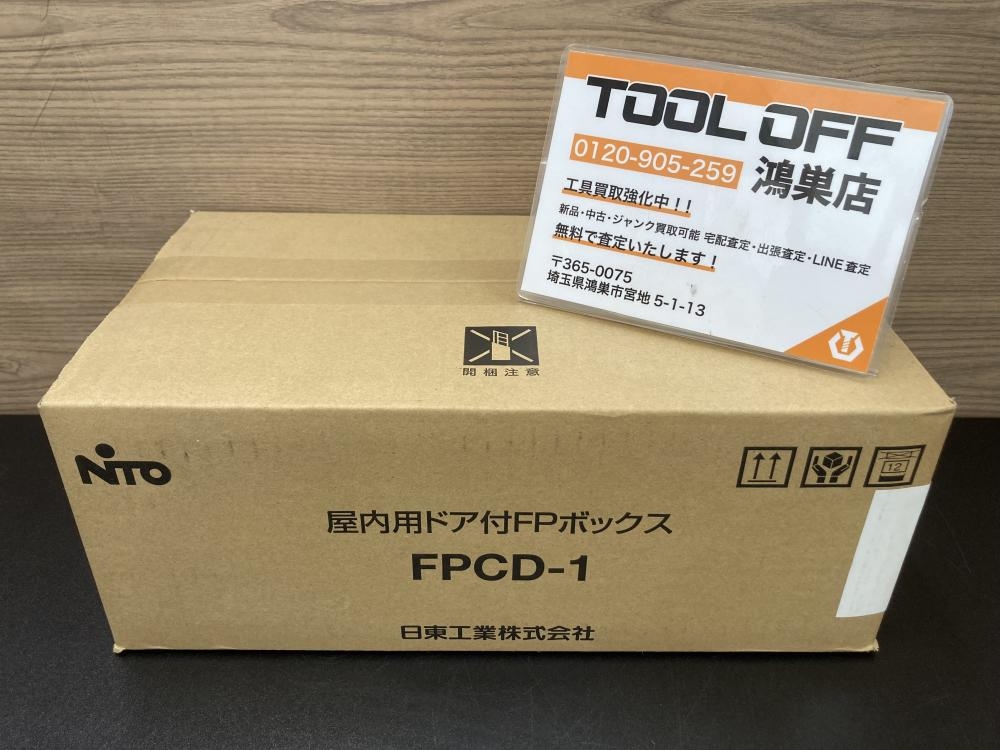 TOOL OFF
0120-905-259
鴻巣店
工具買取強化中!!
新品・中古・ジャンク買取可能 宅配査定・出張査定・LINE査定
無料で査定いたします!
〒365-0075
埼玉県鴻巣市宮地 5-1-13
開梱注意
NITO
12
屋内用ドア付FPボックス
FPCD-1
日東工業株式会社